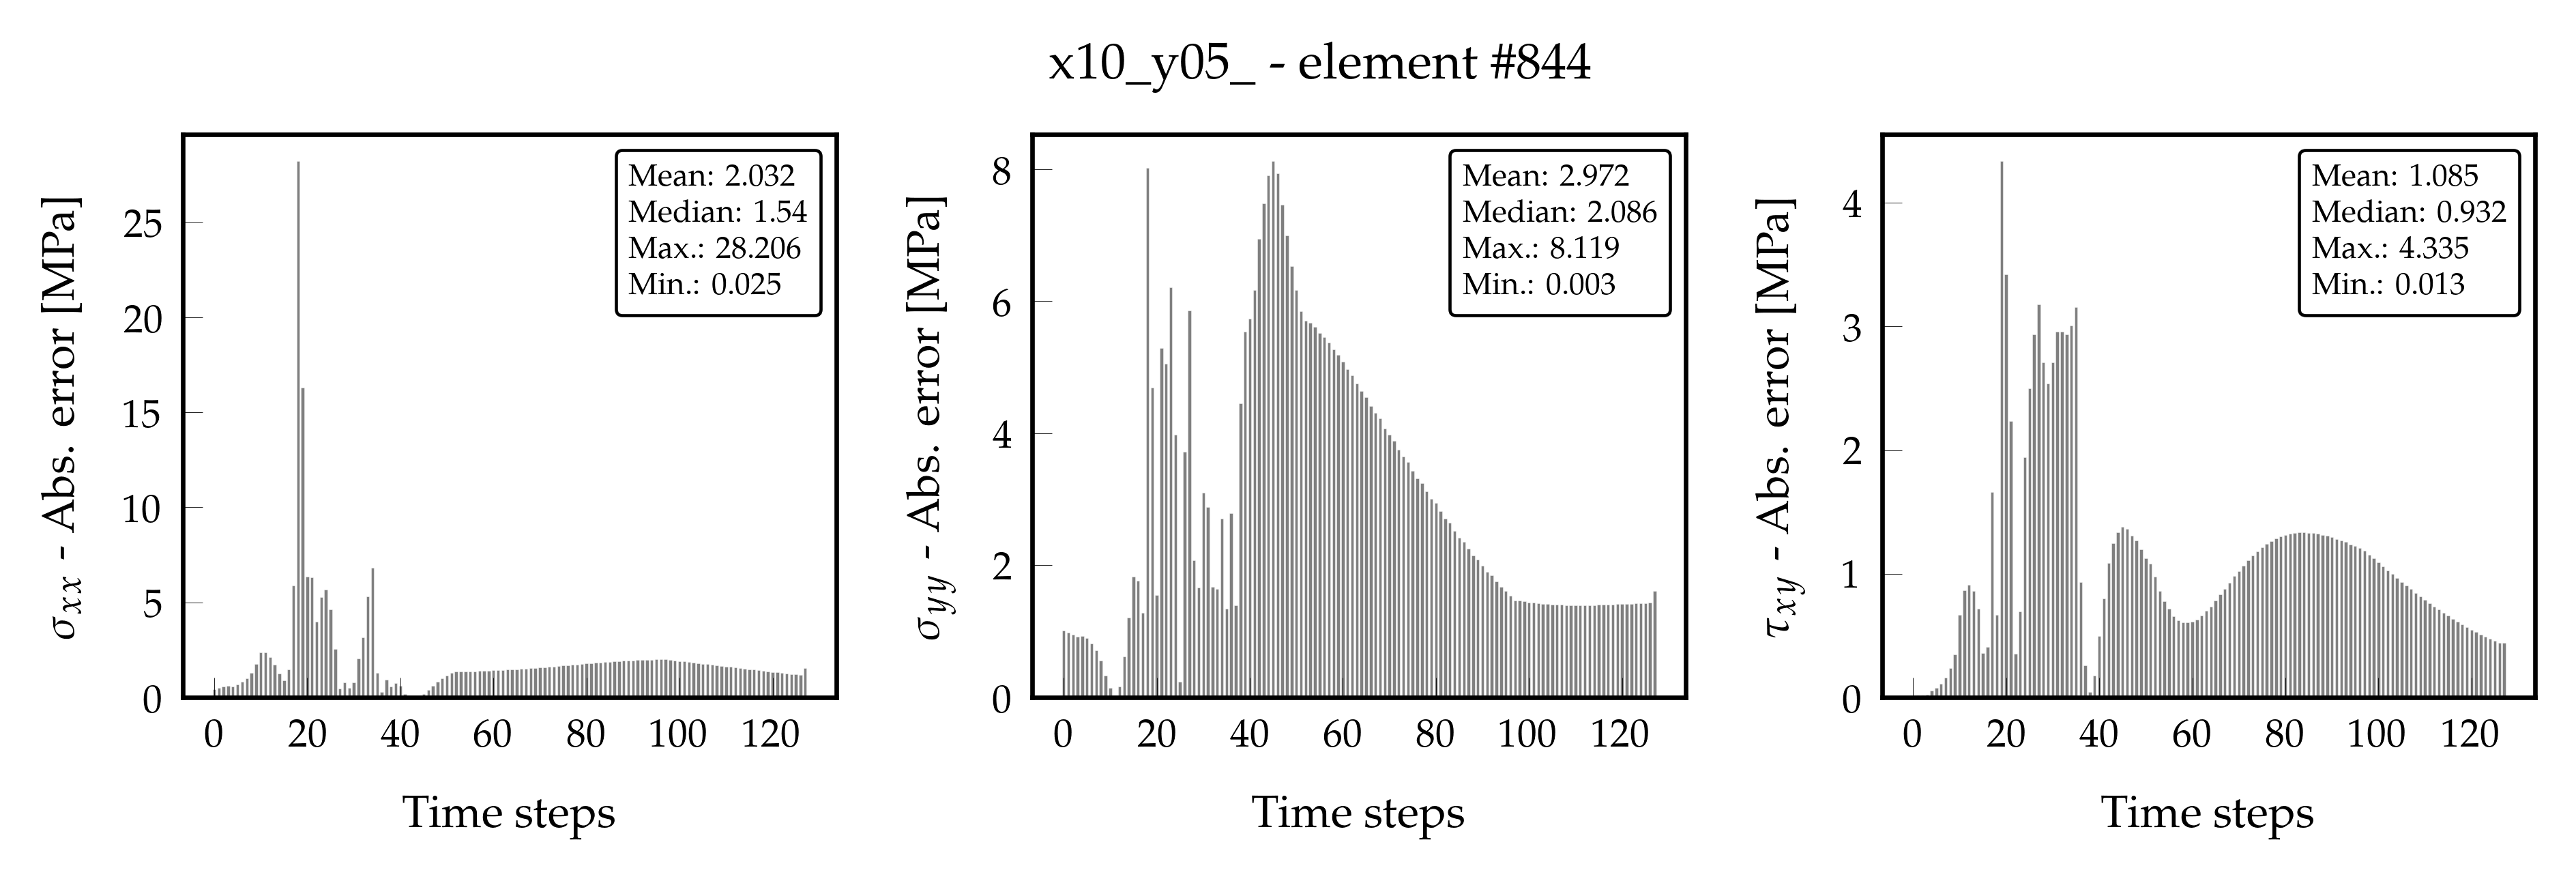 x10_y05_ - element #844
σxx - Abs. error [MPa]
25
20
15
10
5
0
0 20 40 60 80 100 120
Time steps
Mean: 2.032
Median: 1.54
Max.: 28.206
Min.: 0.025
σyy - Abs. error [MPa]
8
6
4
2
0
0 20 40 60 80 100 120
Time steps
Mean: 2.972
Median: 2.086
Max.: 8.119
Min.: 0.003
τxy - Abs. error [MPa]
4
3
2
1
0
0 20 40 60 80 100 120
Time steps
Mean: 1.085
Median: 0.932
Max.: 4.335
Min.: 0.013